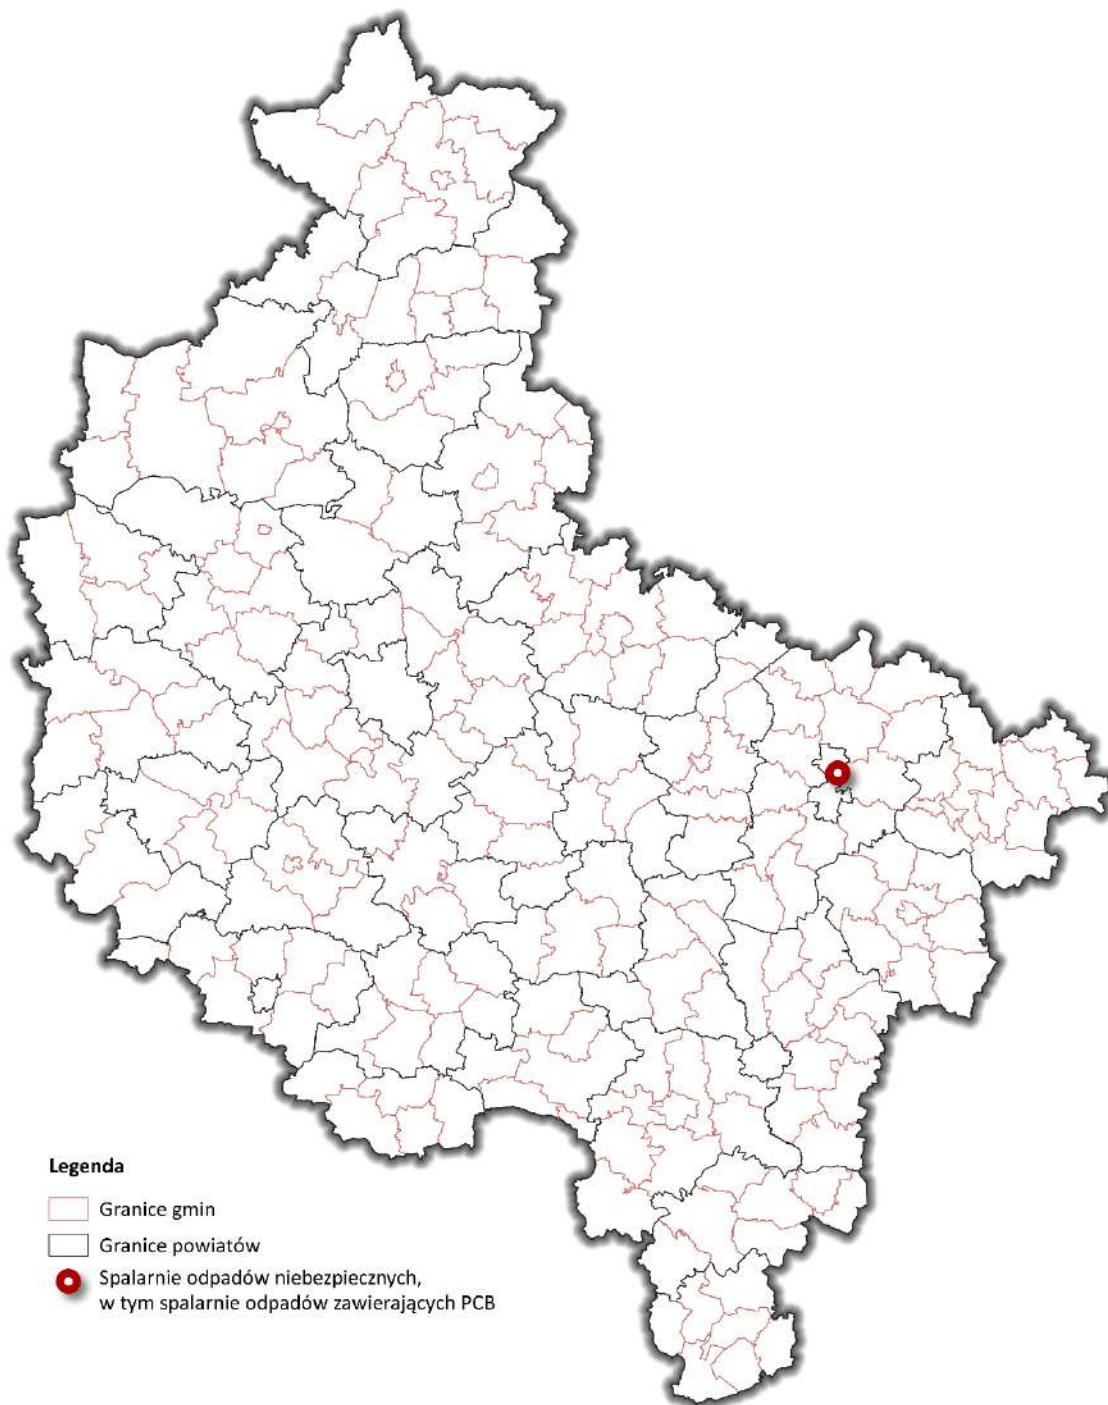 Legenda
Granice gmin
Granice powiatów
Spalarnie odpadów niebezpiecznych,
w tym spalarnie odpadów zawierających PCB